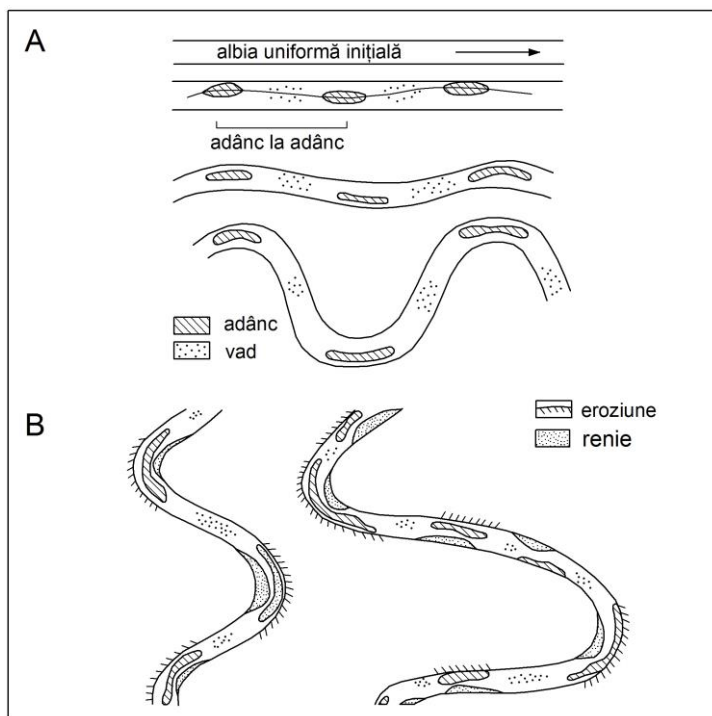 A
albia uniformă inițială
adânc la adânc
adânc
vad
B
eroziune
renie